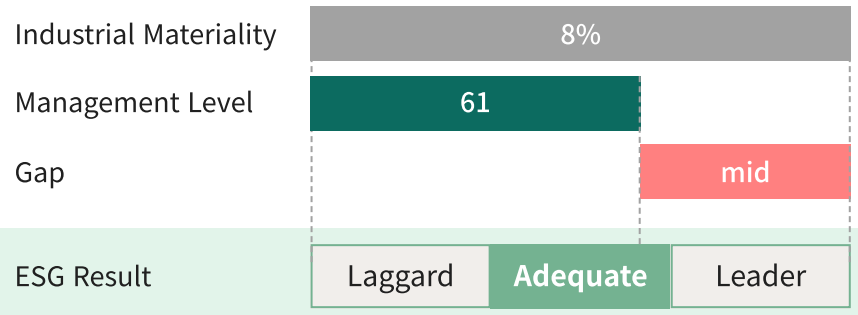 Industrial Materiality 8%
Management Level 61
Gap mid
ESG Result Laggard Adequate Leader